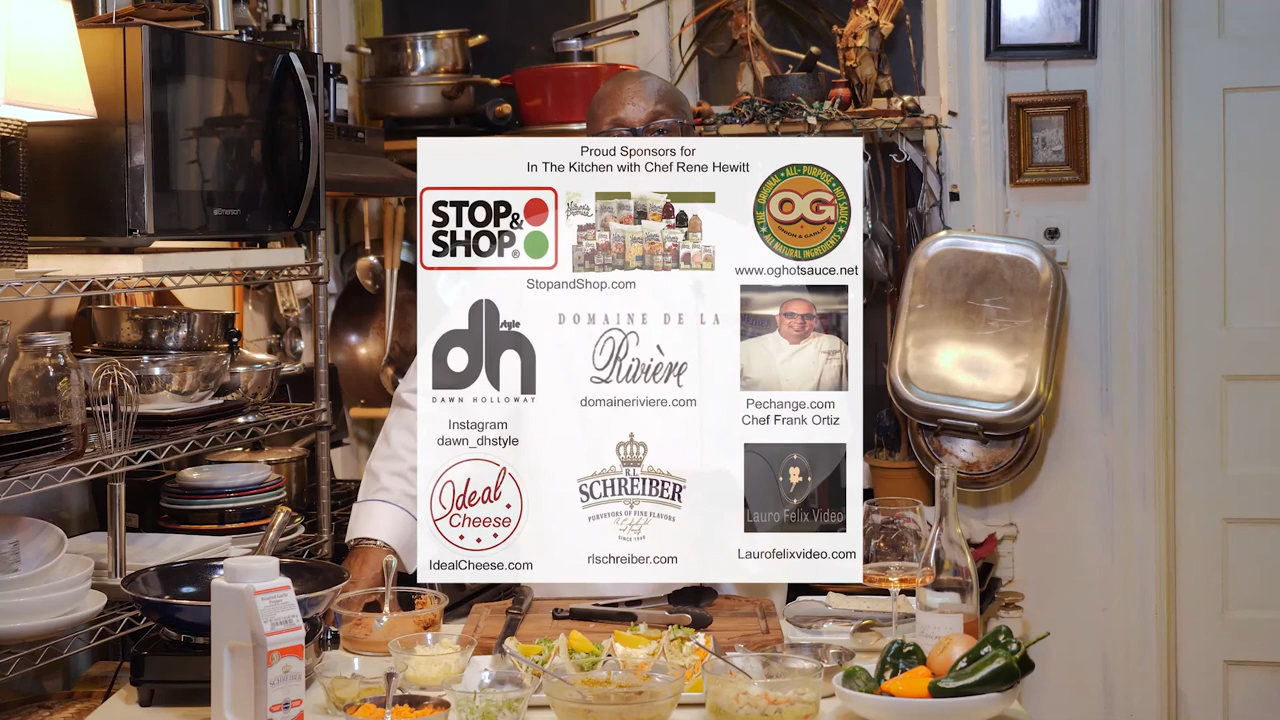 Proud Sponsors for
In The Kitchen with Chef Rene Hewitt
STOP&
SHOP®
StopandShop.com
THE ORIGINAL • ALL-PURPOSE • HOT SAUCE
OG
ONION & GARLIC
ALL NATURAL INGREDIENTS
www.oghotsauce.net
dh
style
DAWN HOLLOWAY
Instagram
dawn_dhstyle
DOMAINE DE LA
Rivière
domaineriviere.com
Pechange.com
Chef Frank Ortiz
Ideal
Cheese
IdealCheese.com
R.L.
SCHREIBER
PURVEYORS OF FINE FLAVORS
SINCE 1968
rlschreiber.com
Lauro Felix Video
Laurofelixvideo.com
Emerson
SCHREIBER